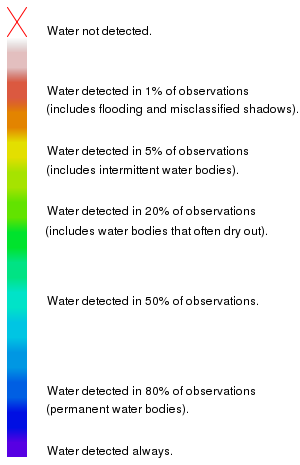 Water not detected.
Water detected in 1% of observations
(includes flooding and misclassified shadows).
Water detected in 5% of observations
(includes intermittent water bodies).
Water detected in 20% of observations
(includes water bodies that often dry out).
Water detected in 50% of observations.
Water detected in 80% of observations
(permanent water bodies).
Water detected always.